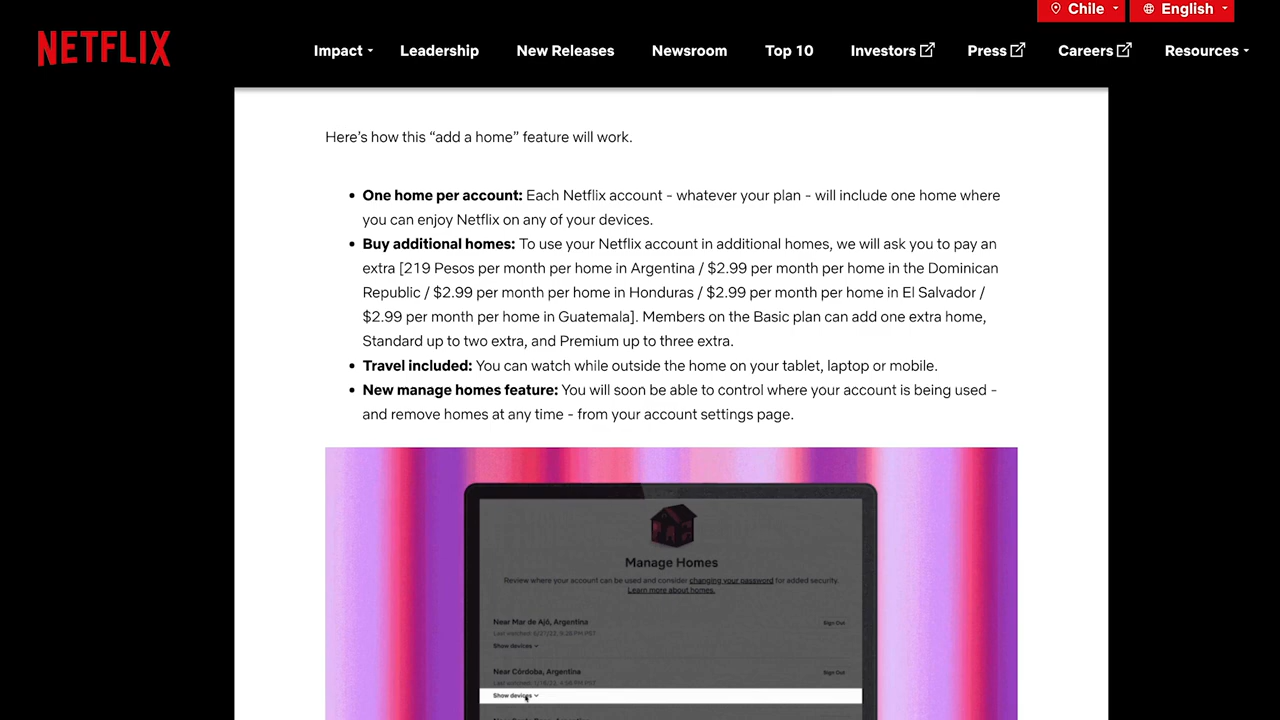 Chile
English
NETFLIX
Impact
Leadership
New Releases
Newsroom
Top 10
Investors
Press
Careers
Resources
Here's how this “add a home” feature will work.
• One home per account: Each Netflix account - whatever your plan - will include one home where
you can enjoy Netflix on any of your devices.
• Buy additional homes: To use your Netflix account in additional homes, we will ask you to pay an
extra [219 Pesos per month per home in Argentina / $2.99 per month per home in the Dominican
Republic / $2.99 per month per home in Honduras / $2.99 per month per home in El Salvador /
$2.99 per month per home in Guatemala]. Members on the Basic plan can add one extra home,
Standard up to two extra, and Premium up to three extra.
• Travel included: You can watch while outside the home on your tablet, laptop or mobile.
• New manage homes feature: You will soon be able to control where your account is being used -
and remove homes at any time - from your account settings page.
Manage Homes
Review where your account can be used and consider changing your password for added security.
Learn more about homes.
Near Mar de Ajó, Argentina
Sign Out
Last watched:
Show devices
Near Córdoba, Argentina
Sign Out
Last watched:
Show devices